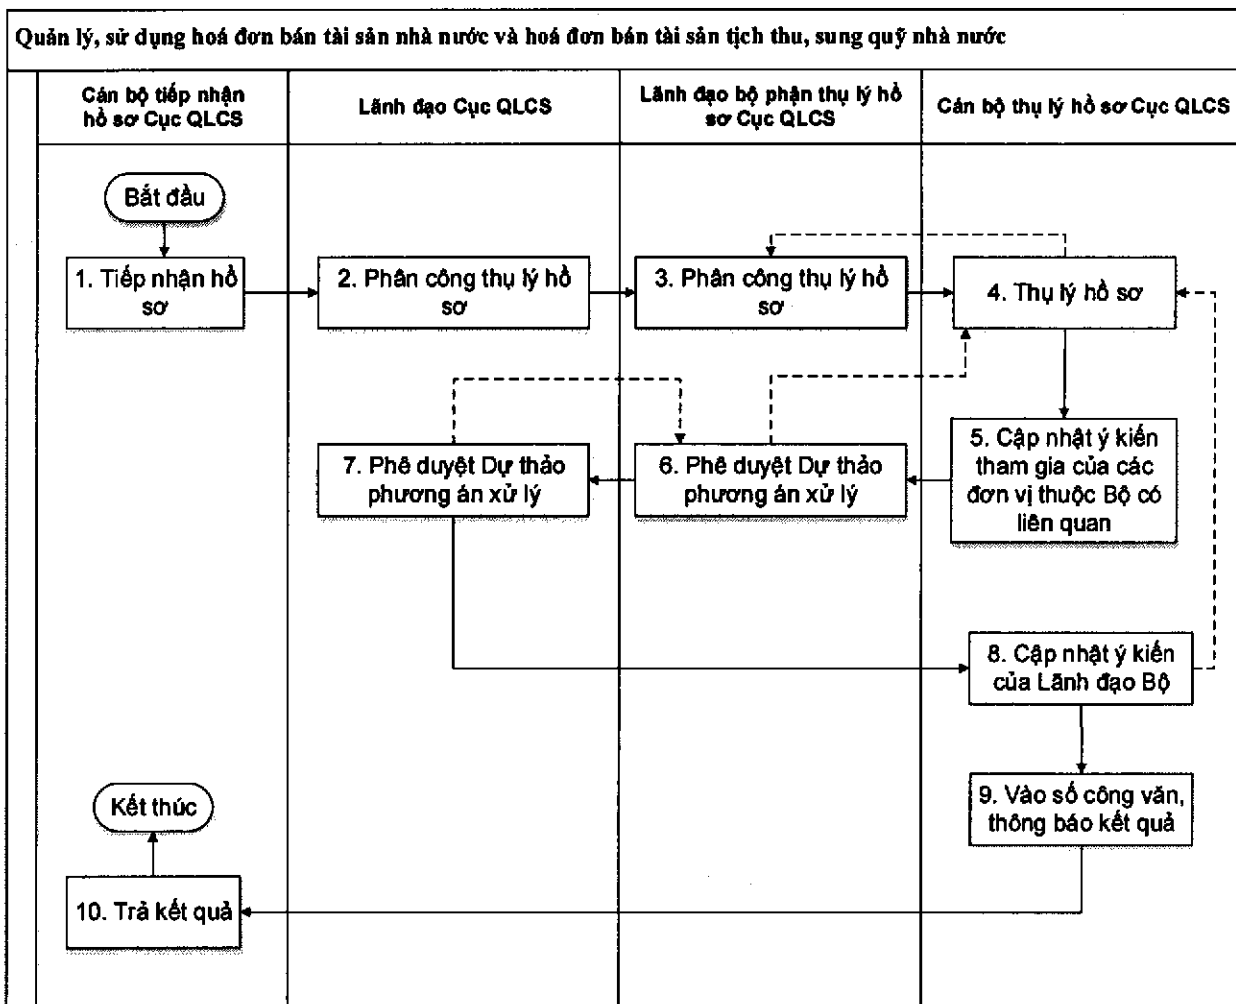 Quản lý, sử dụng hoá đơn bán tài sản nhà nước và hoá đơn bán tài sản tịch thu, sung quỹ nhà nước
Cán bộ tiếp nhận
hồ sơ Cục QLCS
Lãnh đạo Cục QLCS
Lãnh đạo bộ phận thụ lý hồ
sơ Cục QLCS
Cán bộ thụ lý hồ sơ Cục QLCS
Bắt đầu
1. Tiếp nhận hồ
sơ
2. Phân công thụ lý hồ
sơ
3. Phân công thụ lý hồ
sơ
4. Thụ lý hồ sơ
5. Cập nhật ý kiến
tham gia của các
đơn vị thuộc Bộ có
liên quan
6. Phê duyệt Dự thảo
phương án xử lý
7. Phê duyệt Dự thảo
phương án xử lý
8. Cập nhật ý kiến
của Lãnh đạo Bộ
9. Vào số công văn,
thông báo kết quả
10. Trả kết quả
Kết thúc